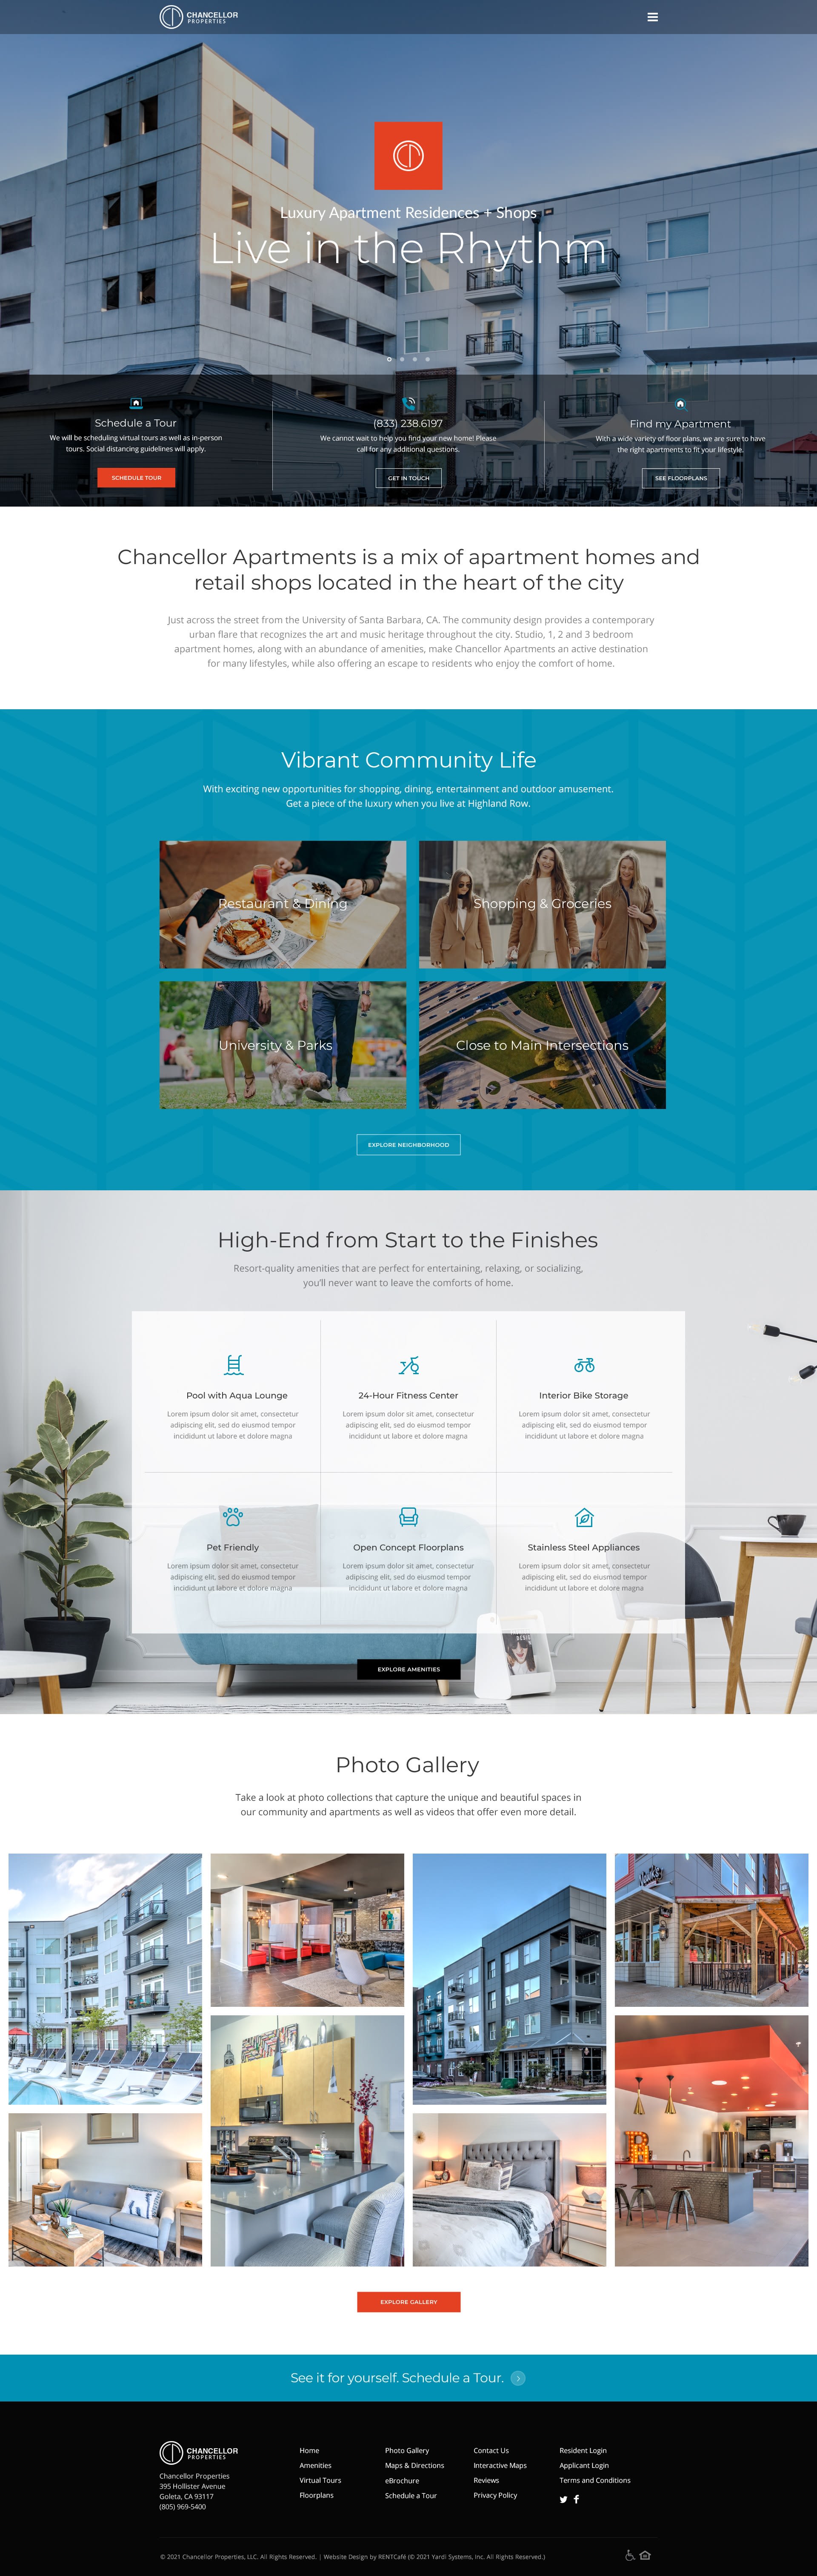 CHANCELLOR
PROPERTIES
Luxury Apartment Residences + Shops
Live in the Rhythm
Schedule a Tour
We will be scheduling virtual tours as well as in-person
tours. Social distancing guidelines will apply.
SCHEDULE TOUR
(833) 238.6197
We cannot wait to help you find your new home! Please
call for any additional questions.
GET IN TOUCH
Find my Apartment
With a wide variety of floor plans, we are sure to have
the right apartments to fit your lifestyle.
SEE FLOORPLANS
Chancellor Apartments is a mix of apartment homes and
retail shops located in the heart of the city
Just across the street from the University of Santa Barbara, CA. The community design provides a contemporary
urban flare that recognizes the art and music heritage throughout the city. Studio, 1, 2 and 3 bedroom
apartment homes, along with an abundance of amenities, make Chancellor Apartments an active destination
for many lifestyles, while also offering an escape to residents who enjoy the comfort of home.
Vibrant Community Life
With exciting new opportunities for shopping, dining, entertainment and outdoor amusement.
Get a piece of the luxury when you live at Highland Row.
Restaurant & Dining
Shopping & Groceries
University & Parks
Close to Main Intersections
EXPLORE NEIGHBORHOOD
High-End from Start to the Finishes
Resort-quality amenities that are perfect for entertaining, relaxing, or socializing,
you'll never want to leave the comforts of home.
Pool with Aqua Lounge
Lorem ipsum dolor sit amet, consectetur
adipiscing elit, sed do eiusmod tempor
incididunt ut labore et dolore magna
24-Hour Fitness Center
Lorem ipsum dolor sit amet, consectetur
adipiscing elit, sed do eiusmod tempor
incididunt ut labore et dolore magna
Interior Bike Storage
Lorem ipsum dolor sit amet, consectetur
adipiscing elit, sed do eiusmod tempor
incididunt ut labore et dolore magna
Pet Friendly
Lorem ipsum dolor sit amet, consectetur
adipiscing elit, sed do eiusmod tempor
incididunt ut labore et dolore magna
Open Concept Floorplans
Lorem ipsum dolor sit amet, consectetur
adipiscing elit, sed do eiusmod tempor
incididunt ut labore et dolore magna
Stainless Steel Appliances
Lorem ipsum dolor sit amet, consectetur
adipiscing elit, sed do eiusmod tempor
incididunt ut labore et dolore magna
EXPLORE AMENITIES
Photo Gallery
Take a look at photo collections that capture the unique and beautiful spaces in
our community and apartments as well as videos that offer even more detail.
R
EXPLORE GALLERY
See it for yourself. Schedule a Tour.
CHANCELLOR
PROPERTIES
Chancellor Properties
395 Hollister Avenue
Goleta, CA 93117
(805) 969-5400
Home
Amenities
Virtual Tours
Floorplans
Photo Gallery
Maps & Directions
eBrochure
Schedule a Tour
Contact Us
Interactive Maps
Reviews
Privacy Policy
Resident Login
Applicant Login
Terms and Conditions
© 2021 Chancellor Properties, LLC. All Rights Reserved. | Website Design by RENTCafé (© 2021 Yardi Systems, Inc. All Rights Reserved.)